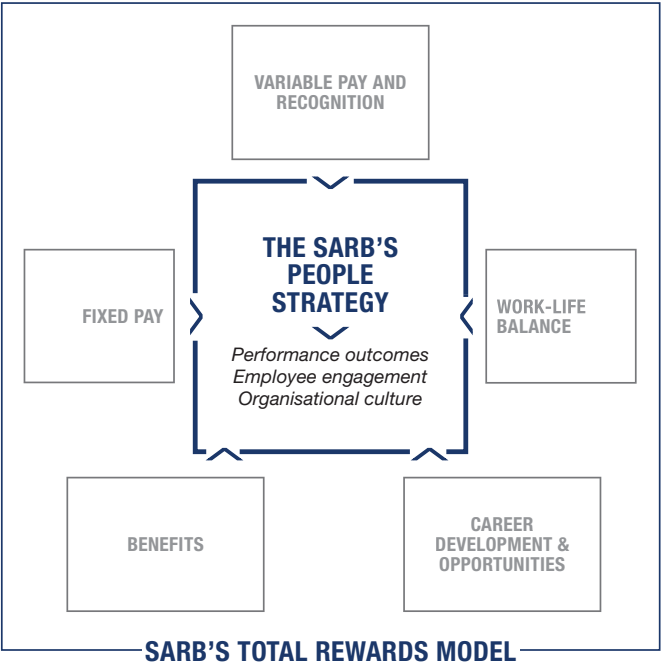 VARIABLE PAY AND
RECOGNITION
THE SARB'S
PEOPLE
STRATEGY
Performance outcomes
Employee engagement
Organisational culture
FIXED PAY
WORK-LIFE
BALANCE
BENEFITS
CAREER
DEVELOPMENT &
OPPORTUNITIES
SARB'S TOTAL REWARDS MODEL